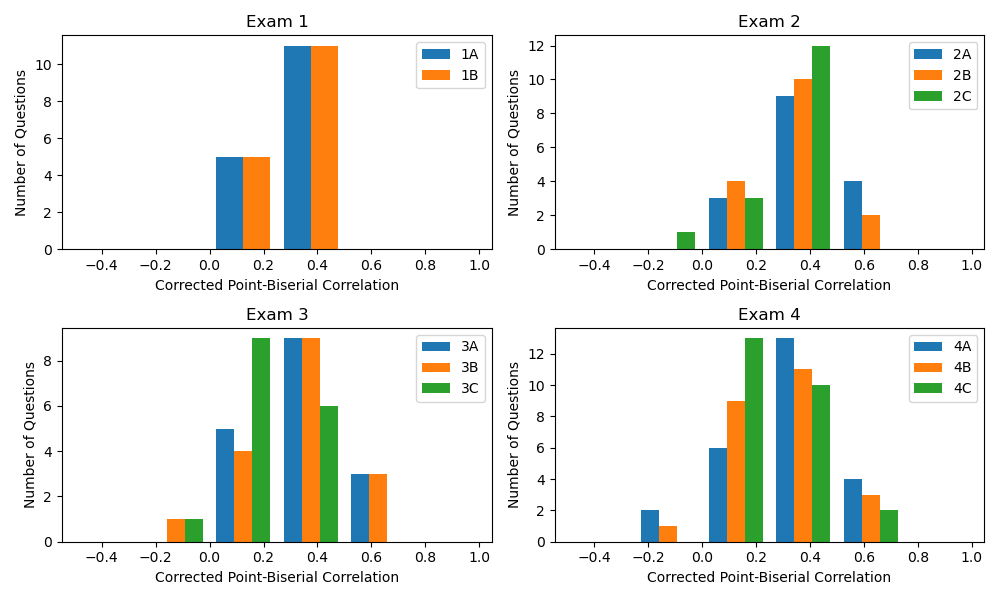 Exam 1
Number of Questions
10
8
6
4
2
0
1A
1B
−0.4 −0.2 0.0 0.2 0.4 0.6 0.8 1.0
Corrected Point-Biserial Correlation
Exam 2
Number of Questions
12
10
8
6
4
2
0
2A
2B
2C
−0.4 −0.2 0.0 0.2 0.4 0.6 0.8 1.0
Corrected Point-Biserial Correlation
Exam 3
Number of Questions
8
6
4
2
0
3A
3B
3C
−0.4 −0.2 0.0 0.2 0.4 0.6 0.8 1.0
Corrected Point-Biserial Correlation
Exam 4
Number of Questions
12
10
8
6
4
2
0
4A
4B
4C
−0.4 −0.2 0.0 0.2 0.4 0.6 0.8 1.0
Corrected Point-Biserial Correlation